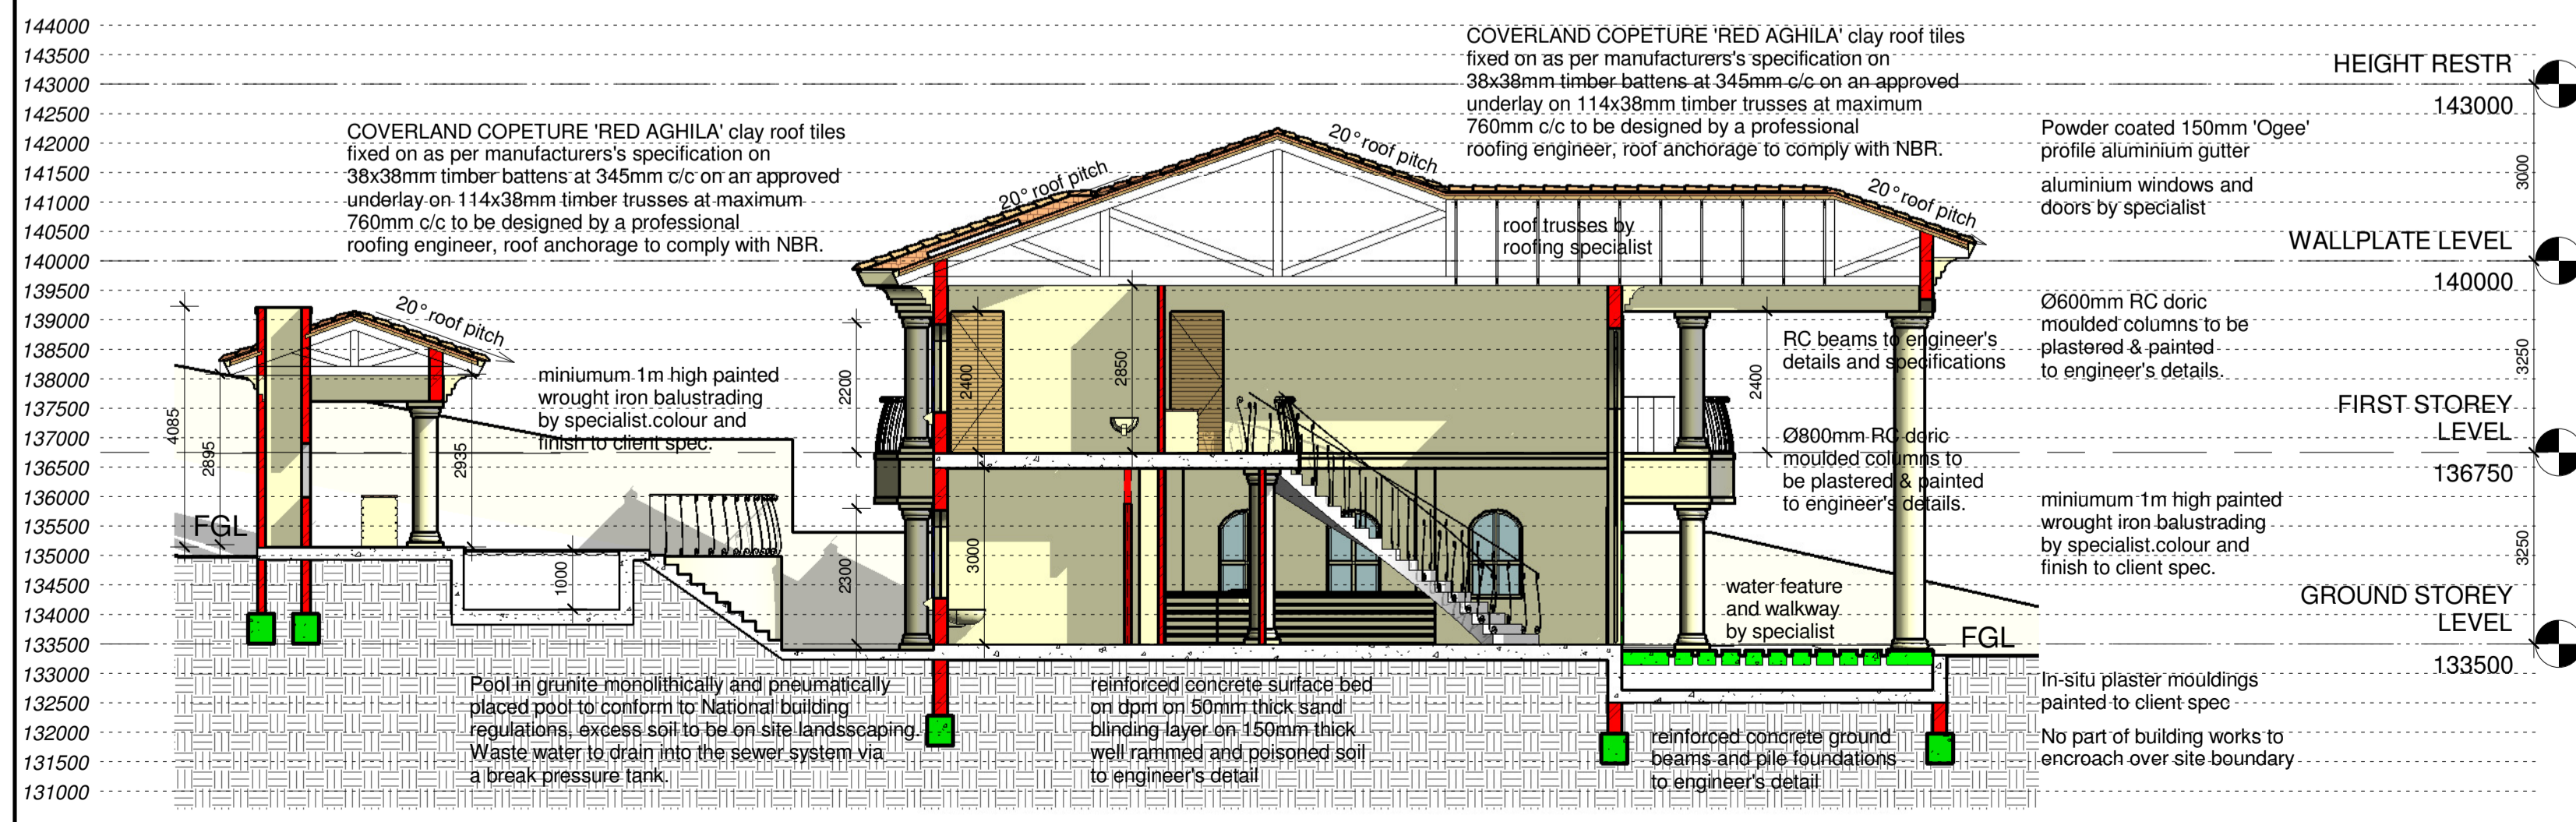 144000
143500
143000
142500
142000
141500
141000
140500
140000
139500
139000
138500
138000
137500
137000
136500
136000
135500
135000
134500
134000
133500
133000
132500
132000
131500
131000
COVERLAND COPETURE 'RED AGHILA' clay roof tiles
fixed on as per manufacturers's specification on
38x38mm timber battens at 345mm c/c on an approved
underlay on 114x38mm timber trusses at maximum
760mm c/c to be designed by a professional
roofing engineer, roof anchorage to comply with NBR.
20° roof pitch
miniumum 1m high painted
wrought iron balustrading
by specialist.colour and
finish to client spec.
4085
2895
2935
FGL
1000
Pool in grunite monolithically and pneumatically
placed pool to conform to National building
regulations, excess soil to be on site landsscaping.
Waste water to drain into the sewer system via
a break pressure tank.
20° roof pitch
20° roof pitch
COVERLAND COPETURE 'RED AGHILA' clay roof tiles
fixed on as per manufacturers's specification on
38x38mm timber battens at 345mm c/c on an approved
underlay on 114x38mm timber trusses at maximum
760mm c/c to be designed by a professional
roofing engineer, roof anchorage to comply with NBR.
20° roof pitch
roof trusses by
roofing specialist
2200
2400
2850
2400
2300
3000
RC beams to engineer's
details and specifications
Ø800mm RC doric
moulded columns to
be plastered & painted
to engineer's details.
water feature
and walkway
by specialist
FGL
reinforced concrete surface bed
on dpm on 50mm thick sand
blinding layer on 150mm thick
well rammed and poisoned soil
to engineer's detail
reinforced concrete ground
beams and pile foundations
to engineer's detail
Powder coated 150mm 'Ogee'
profile aluminium gutter
aluminium windows and
doors by specialist
Ø600mm RC doric
moulded columns to be
plastered & painted
to engineer's details.
miniumum 1m high painted
wrought iron balustrading
by specialist.colour and
finish to client spec.
In-situ plaster mouldings
painted to client spec
No part of building works to
encroach over site boundary
HEIGHT RESTR
143000
3000
WALLPLATE LEVEL
140000
3250
FIRST STOREY
LEVEL
136750
3250
GROUND STOREY
LEVEL
133500